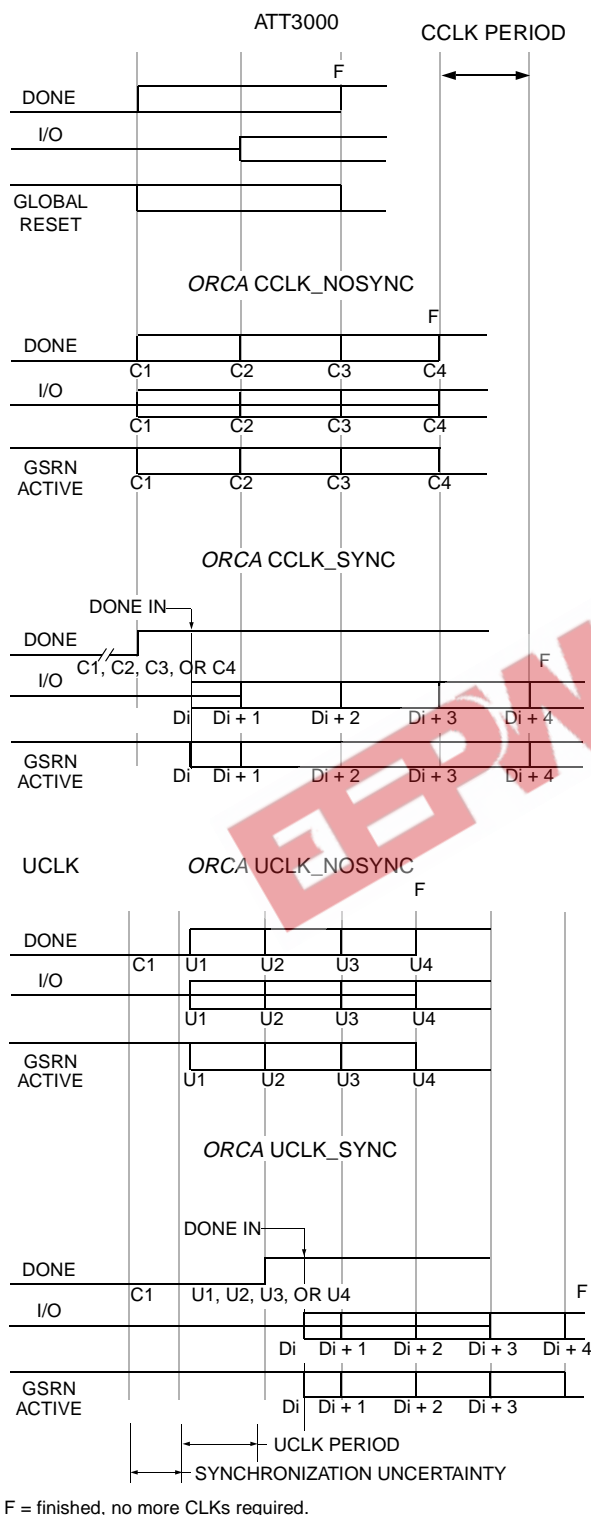 ATT3000
CCLK PERIOD
F
DONE
I/O
GLOBAL
RESET
ORCA CCLK_NOSYNC
F
DONE
C1 C2 C3 C4
I/O
C1 C2 C3 C4
GSRN
ACTIVE
C1 C2 C3 C4
ORCA CCLK_SYNC
DONE IN
DONE
C1, C2, C3, OR C4
F
I/O
Di Di + 1 Di + 2 Di + 3 Di + 4
GSRN
ACTIVE
Di Di + 1 Di + 2 Di + 3 Di + 4
EEPW
UCLK
ORCA UCLK_NOSYNC
F
DONE
C1 U1 U2 U3 U4
I/O
U1 U2 U3 U4
GSRN
ACTIVE
U1 U2 U3 U4
ORCA UCLK_SYNC
DONE IN
DONE
C1 U1, U2, U3, OR U4
F
I/O
Di Di + 1 Di + 2 Di + 3 Di + 4
GSRN
ACTIVE
Di Di + 1 Di + 2 Di + 3
UCLK PERIOD
SYNCHRONIZATION UNCERTAINTY
F = finished, no more CLKs required.